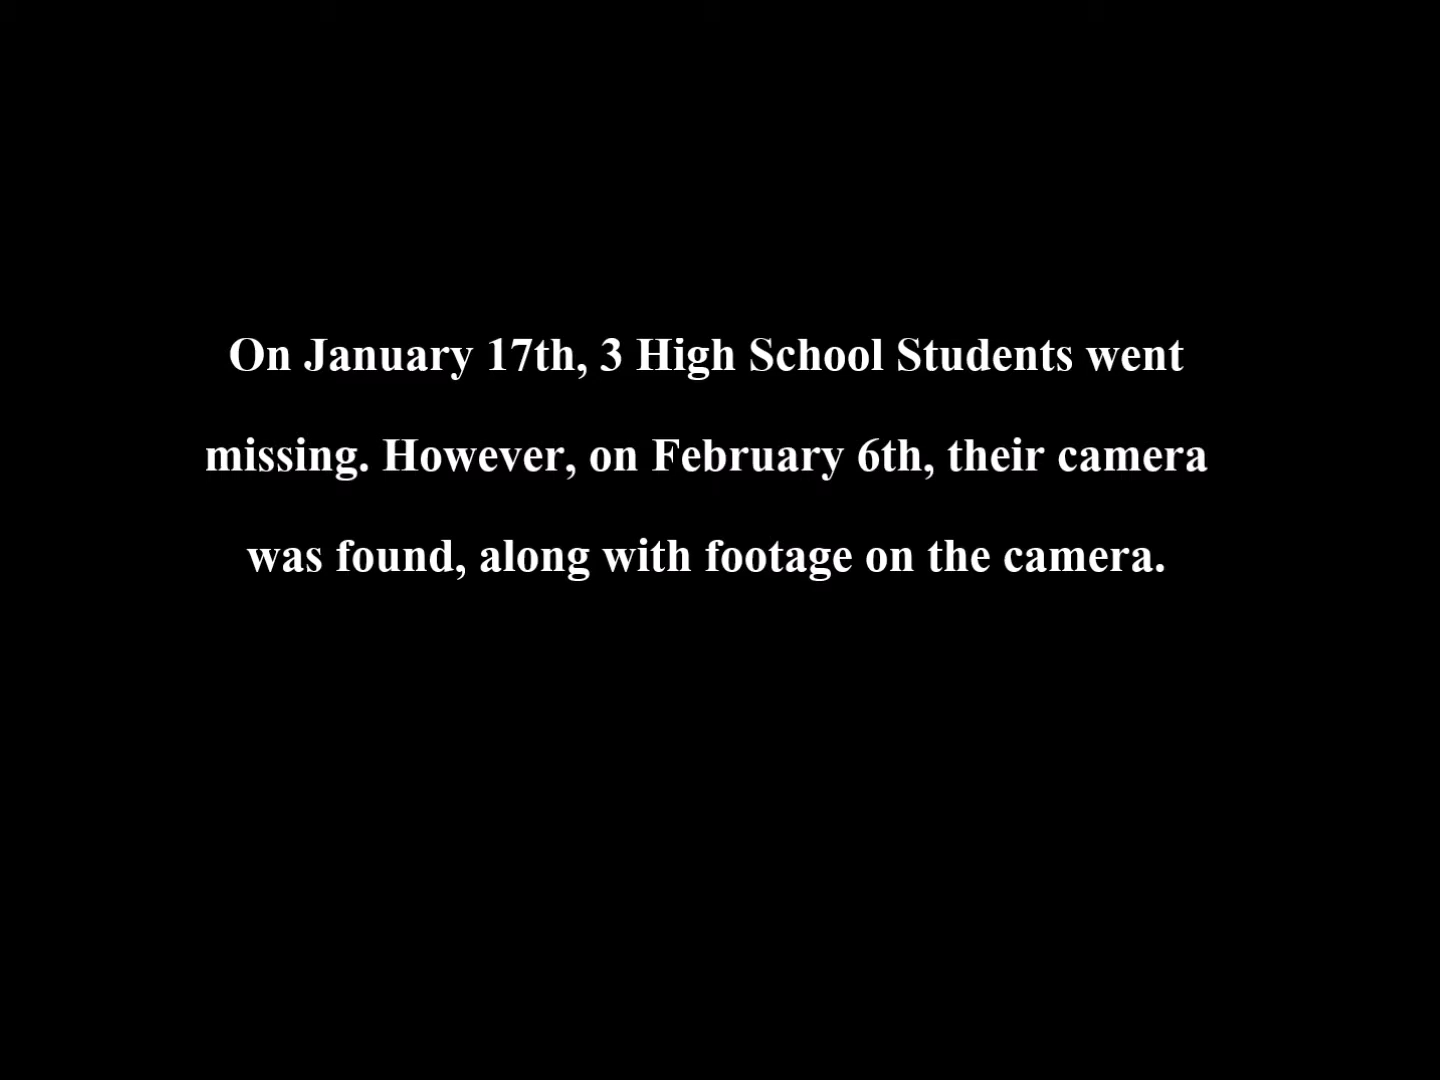 On January 17th, 3 High School Students went
missing. However, on February 6th, their camera
was found, along with footage on the camera.